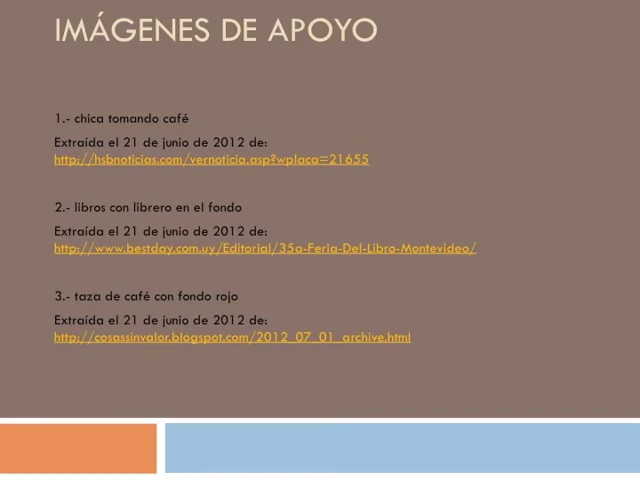 IMÁGENES DE APOYO
1.- chica tomando café
Extraída el 21 de junio de 2012 de:
http://hsbnoticias.com/vernoticia.asp?wplaca=21655
2.- libros con librero en el fondo
Extraída el 21 de junio de 2012 de:
http://www.bestday.com.uy/Editorial/35a-Feria-Del-Libro-Montevideo/
3.- taza de café con fondo rojo
Extraída el 21 de junio de 2012 de:
http://cosassinvalor.blogspot.com/2012_07_01_archive.html